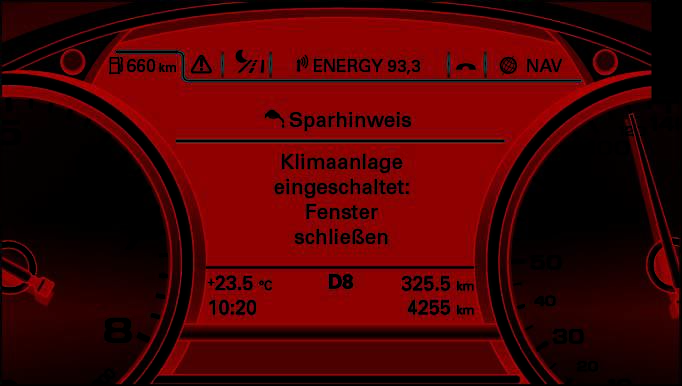 660 km ENERGY 93,3 NAV
Sparhinweis
Klimaanlage
eingeschaltet:
Fenster
schließen
+23.5 °C D8 325.5 km
10:20 4255 km
8
50
40
30
20